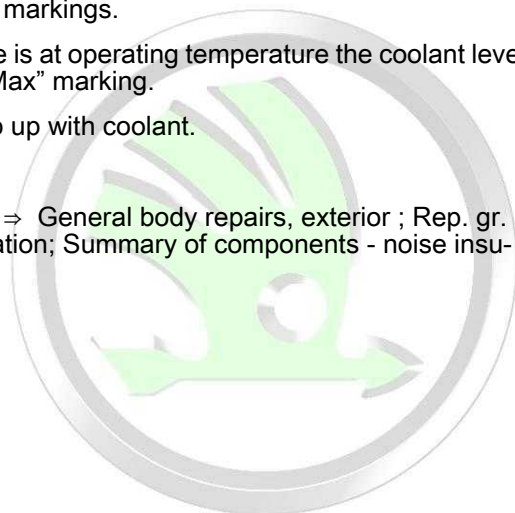 markings.
e is at operating temperature the coolant leve
Max” marking.
p up with coolant.
⇒ General body repairs, exterior ; Rep. gr.
ation; Summary of components - noise insu-